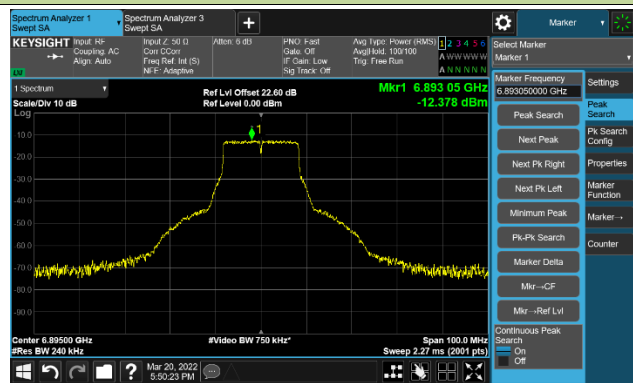 Spectrum Analyzer 1
Swept SA
Spectrum Analyzer 3
Swept SA
Marker
KEYSIGHT
Input: RF
Coupling: AC
Align: Auto
Input Z: 50 Ω
Corr CCorr
Freq Ref: Int (S)
NFE: Adaptive
Atten: 6 dB
PNO: Fast
Gate: Off
IF Gain: Low
Sig Track: Off
Avg Type: Power (RMS)
Avg|Hold: 100/100
Trig: Free Run
1 2 3 4 5 6
A W W W W W
A N N N N N
LV
1 Spectrum
Scale/Div 10 dB
Log
Ref Lvl Offset 22.60 dB
Ref Level 0.00 dBm
Mkr1 6.893 05 GHz
-12.378 dBm
1
-10.0
-20.0
-30.0
-40.0
-50.0
-60.0
-70.0
-80.0
-90.0
Center 6.89500 GHz
#Res BW 240 kHz
#Video BW 750 kHz*
Span 100.0 MHz
Sweep 2.27 ms (2001 pts)
Mar 20, 2022
5:50:23 PM
Select Marker
Marker 1
Marker Frequency
6.893050000 GHz
Peak Search
Next Peak
Next Pk Right
Next Pk Left
Minimum Peak
Pk-Pk Search
Marker Delta
Mkr→CF
Mkr→Ref Lvl
Continuous Peak
Search
On
Off
Settings
Peak
Search
Pk Search
Config
Properties
Marker
Function
Marker→
Counter